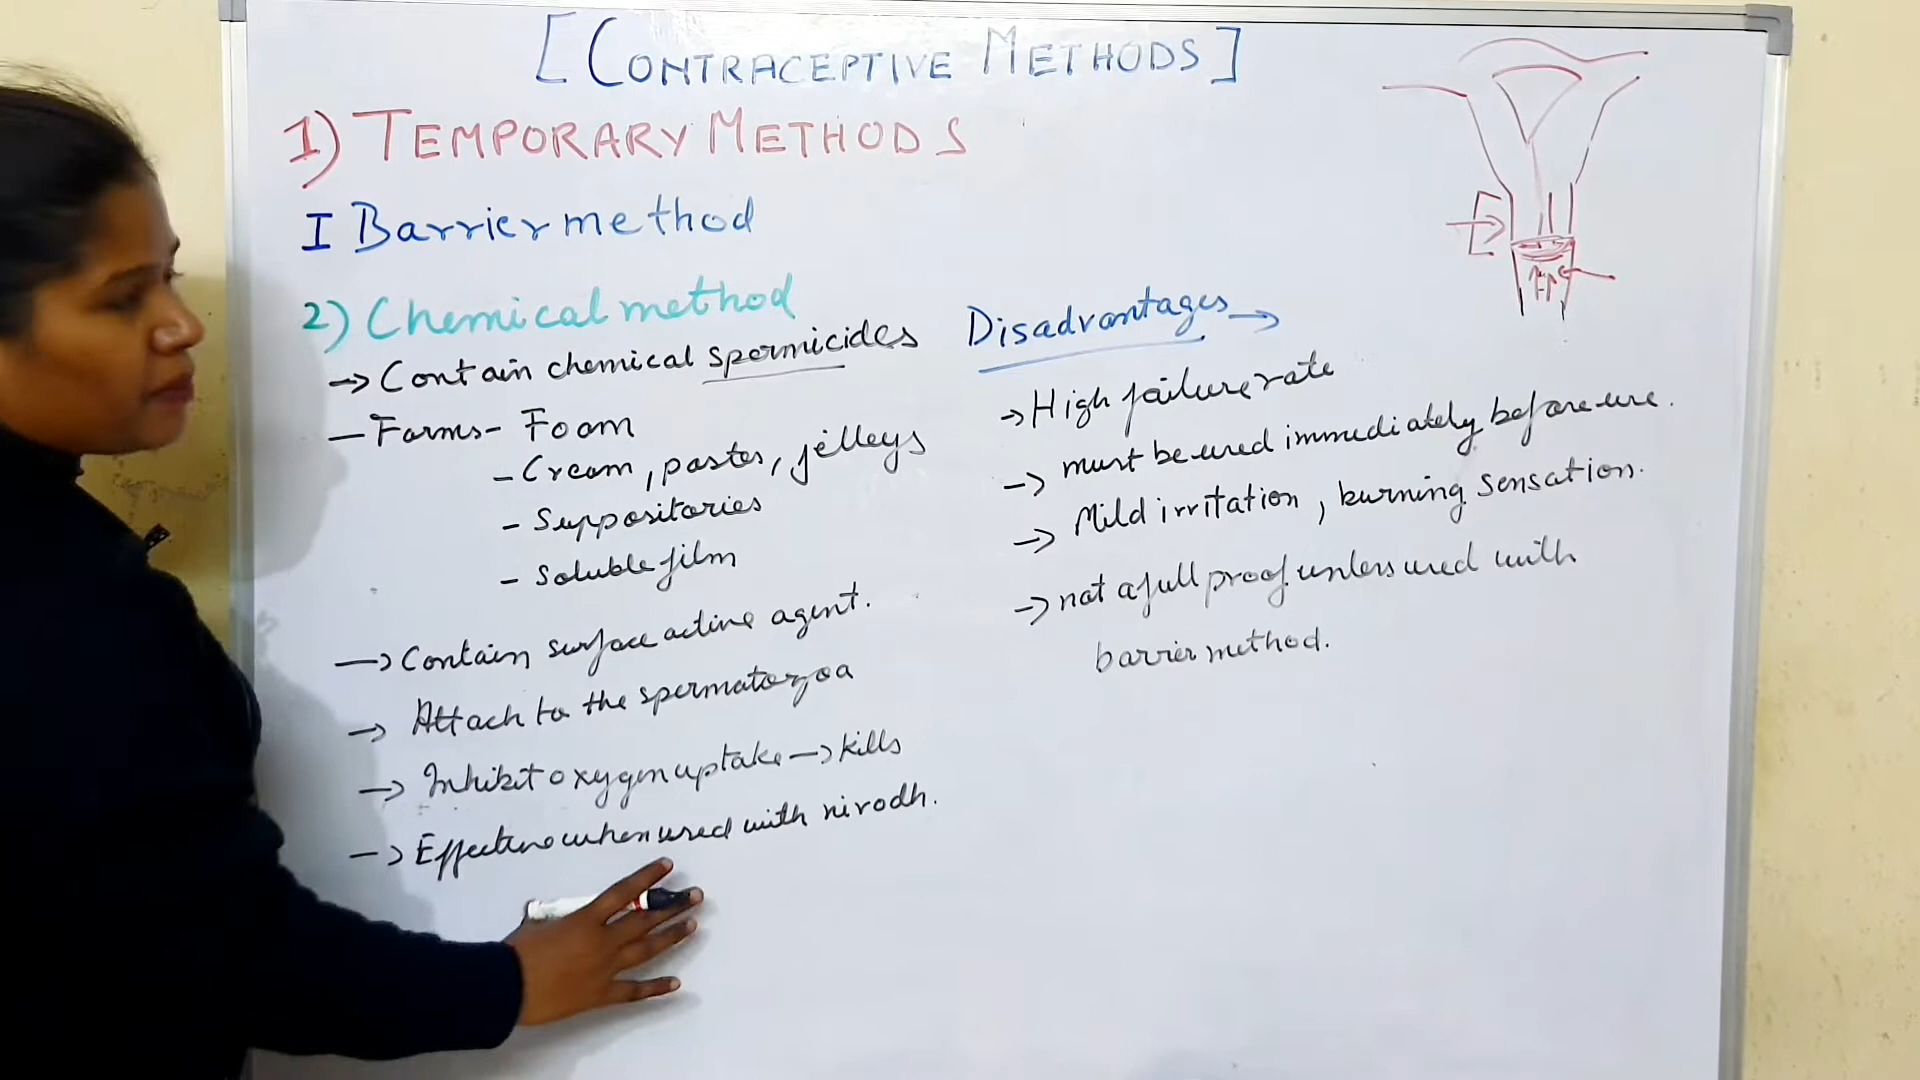 [CONTRACEPTIVE METHODS]
1) TEMPORARY METHODS
I Barrier method
2) Chemical method
→ Contain chemical spermicides
- Forms - Foam
- Cream, pastes, jelleys
- Suppositories
- Soluble film
→ Contain surface active agent.
→ Attach to the spermatozoa
→ Inhibit oxygen uptake → kills
→ Effective when used with nirodh.
Disadvantages →
→ High failure rate
→ must be used immediately before use.
→ Mild irritation, burning sensation.
→ not a full proof unless used with
barrier method.